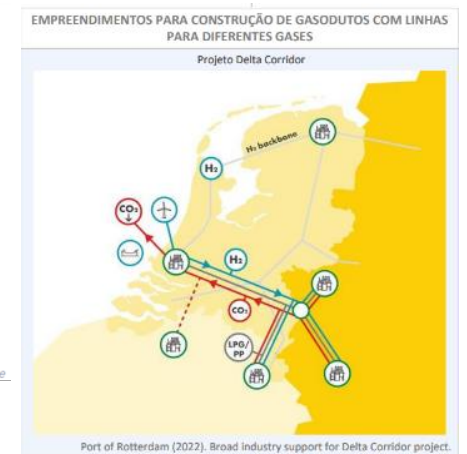 EMPREENDIMENTOS PARA CONSTRUÇÃO DE GASODUTOS COM LINHAS
PARA DIFERENTES GASES
Projeto Delta Corridor
H₂ backbone
H₂
CO₂
H₂
CO₂
LPG/
PP
e
Port of Rotterdam (2022). Broad industry support for Delta Corridor project.